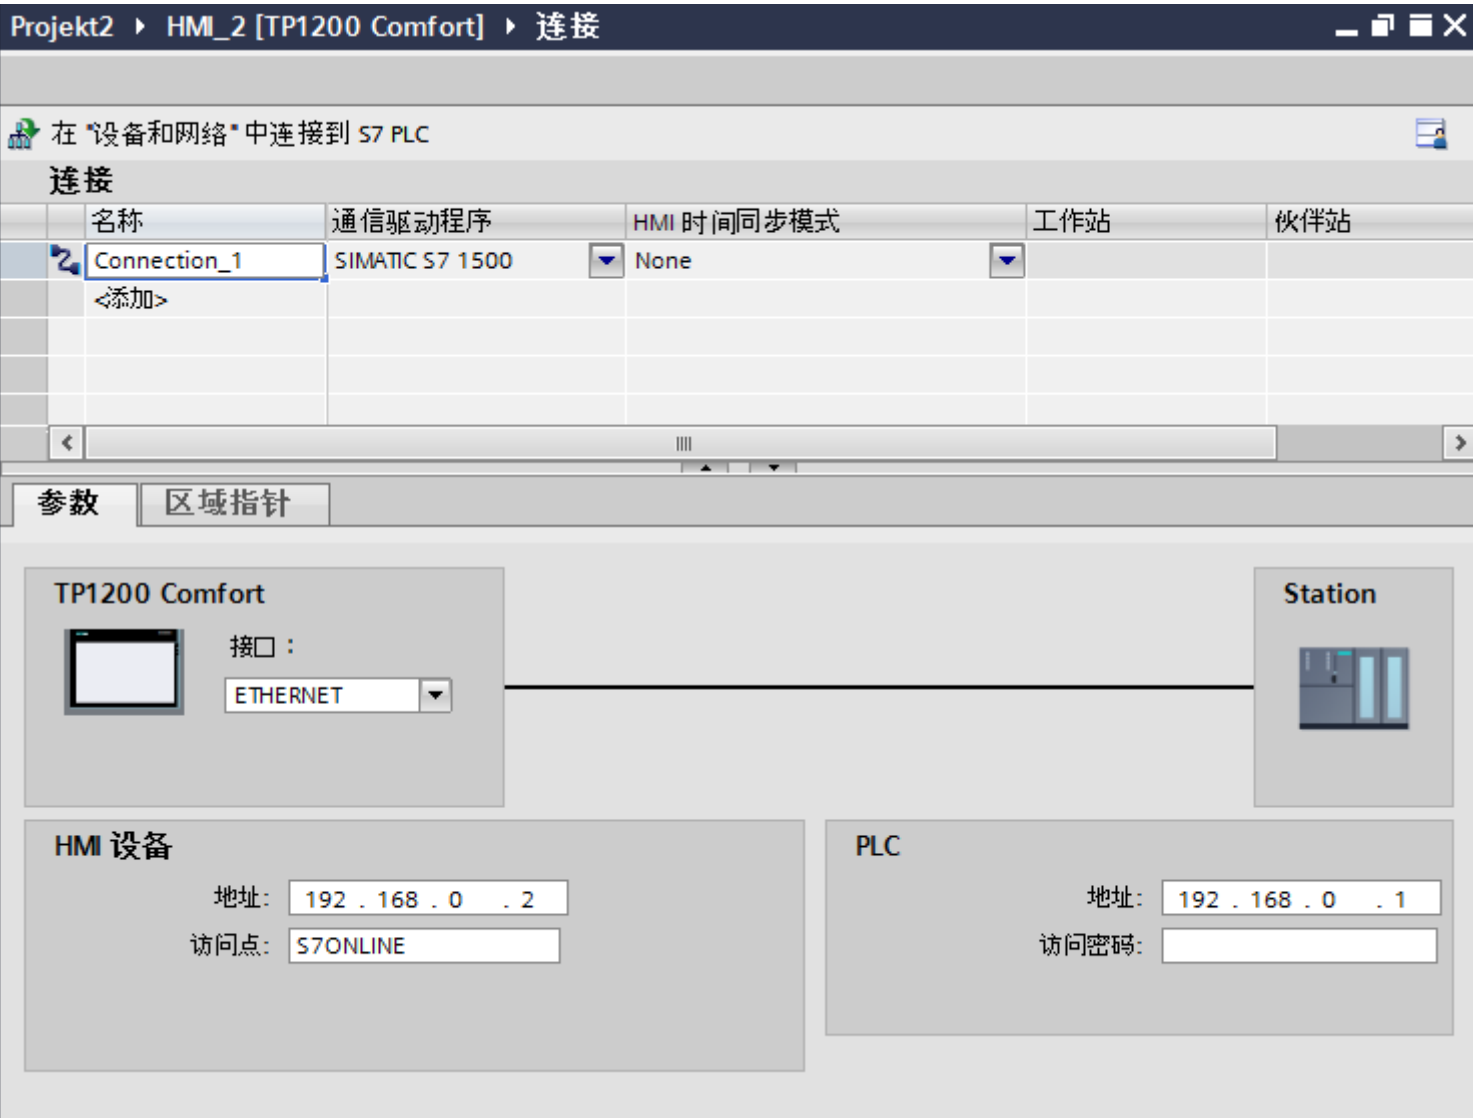 Projekt2 ▸ HMI_2 [TP1200 Comfort] ▸ 连接
在 "设备和网络" 中连接到 S7 PLC
连接
名称 通信驱动程序 HMI 时间同步模式 工作站 伙伴站
Connection_1 SIMATIC S7 1500 None
<添加>
参数 区域指针
TP1200 Comfort Station
接口：
ETHERNET
HMI 设备 PLC
地址: 192 . 168 . 0 . 2 地址: 192 . 168 . 0 . 1
访问点: S7ONLINE 访问密码: